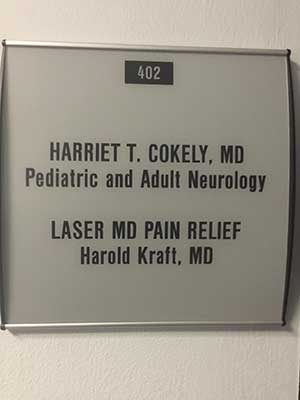 402
HARRIET T. COKELY, MD
Pediatric and Adult Neurology
LASER MD PAIN RELIEF
Harold Kraft, MD